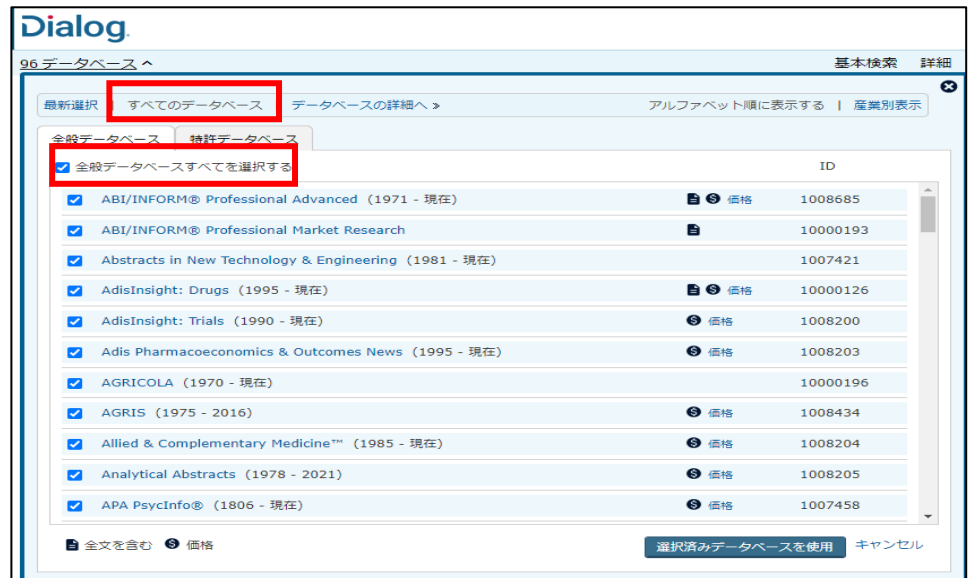 Dialog
96 データベース 基本検索 詳細
最新選択 | すべてのデータベース データベースの詳細へ » アルファベット順に表示する | 産業別表示
全般データベース 特許データベース
全般データベースすべてを選択する ID
ABI/INFORM® Professional Advanced (1971 - 現在) 価格 1008685
ABI/INFORM® Professional Market Research 10000193
Abstracts in New Technology & Engineering (1981 - 現在) 1007421
AdisInsight: Drugs (1995 - 現在) 価格 10000126
AdisInsight: Trials (1990 - 現在) 価格 1008200
Adis Pharmacoeconomics & Outcomes News (1995 - 現在) 価格 1008203
AGRICOLA (1970 - 現在) 10000196
AGRIS (1975 - 2016) 価格 1008434
Allied & Complementary Medicine™ (1985 - 現在) 価格 1008204
Analytical Abstracts (1978 - 2021) 価格 1008205
APA PsycInfo® (1806 - 現在) 価格 1007458
全文を含む 価格 選択済みデータベースを使用 キャンセル